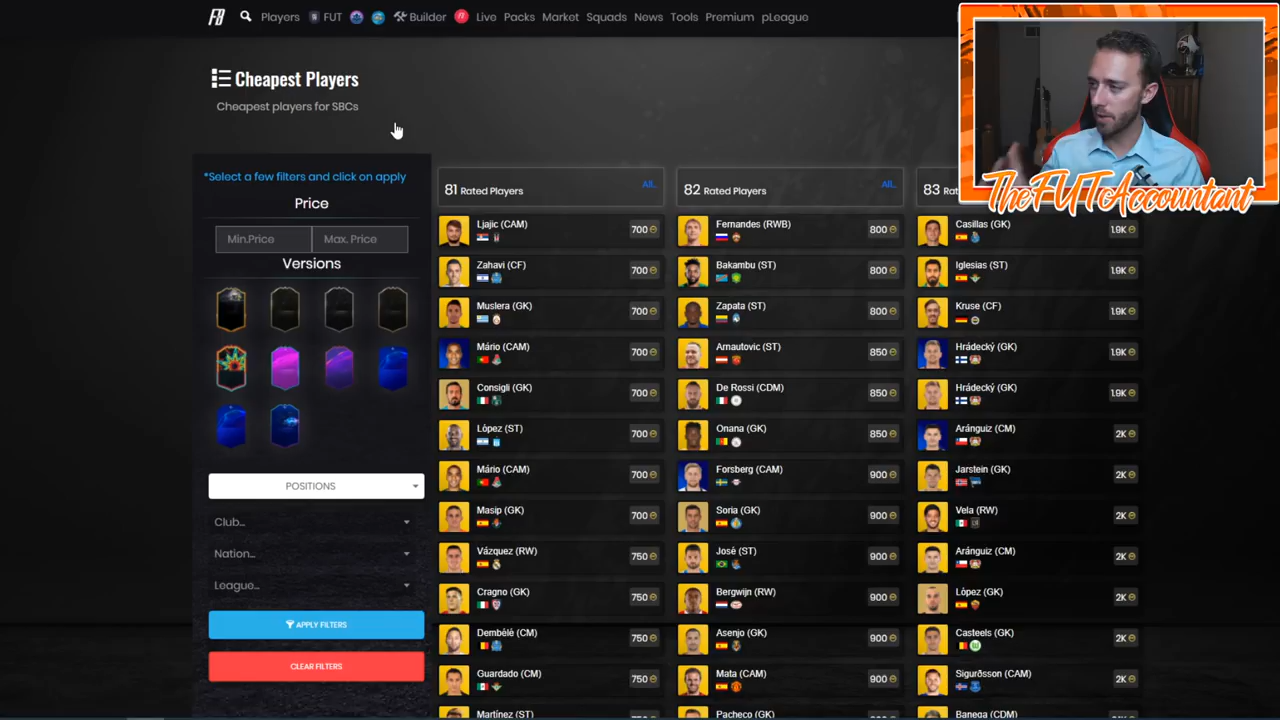 FB Players FUT Builder Live Packs Market Squads News Tools Premium pLeague
TheFUTAccountant
Cheapest Players
Cheapest players for SBCs
*Select a few filters and click on apply
Price
Min.Price Max. Price
Versions
POSITIONS
Club...
Nation...
League...
APPLY FILTERS
CLEAR FILTERS
81 Rated Players All..
Ljajic (CAM) 700
Zahavi (CF) 700
Muslera (GK) 700
Mário (CAM) 700
Consigli (GK) 700
López (ST) 700
Mário (CAM) 700
Masip (GK) 700
Vázquez (RW) 750
Cragno (GK) 750
Dembélé (CM) 750
Guardado (CM) 750
Martínez (ST)
82 Rated Players All..
Fernandes (RWB) 800
Bakambu (ST) 800
Zapata (ST) 800
Arnautovic (ST) 850
De Rossi (CDM) 850
Onana (GK) 850
Forsberg (CAM) 900
Soria (GK) 900
José (ST) 900
Bergwijn (RW) 900
Asenjo (GK) 900
Mata (CAM) 900
Pacheco (GK)
83
Casillas (GK) 1.9K
Iglesias (ST) 1.9K
Kruse (CF) 1.9K
Hrádecký (GK) 1.9K
Hrádecký (GK) 1.9K
Aránguiz (CM) 2K
Jarstein (GK) 2K
Vela (RW) 2K
Aránguiz (CM) 2K
López (GK) 2K
Casteels (GK) 2K
Sigurðsson (CAM) 2K
Banega (CDM)